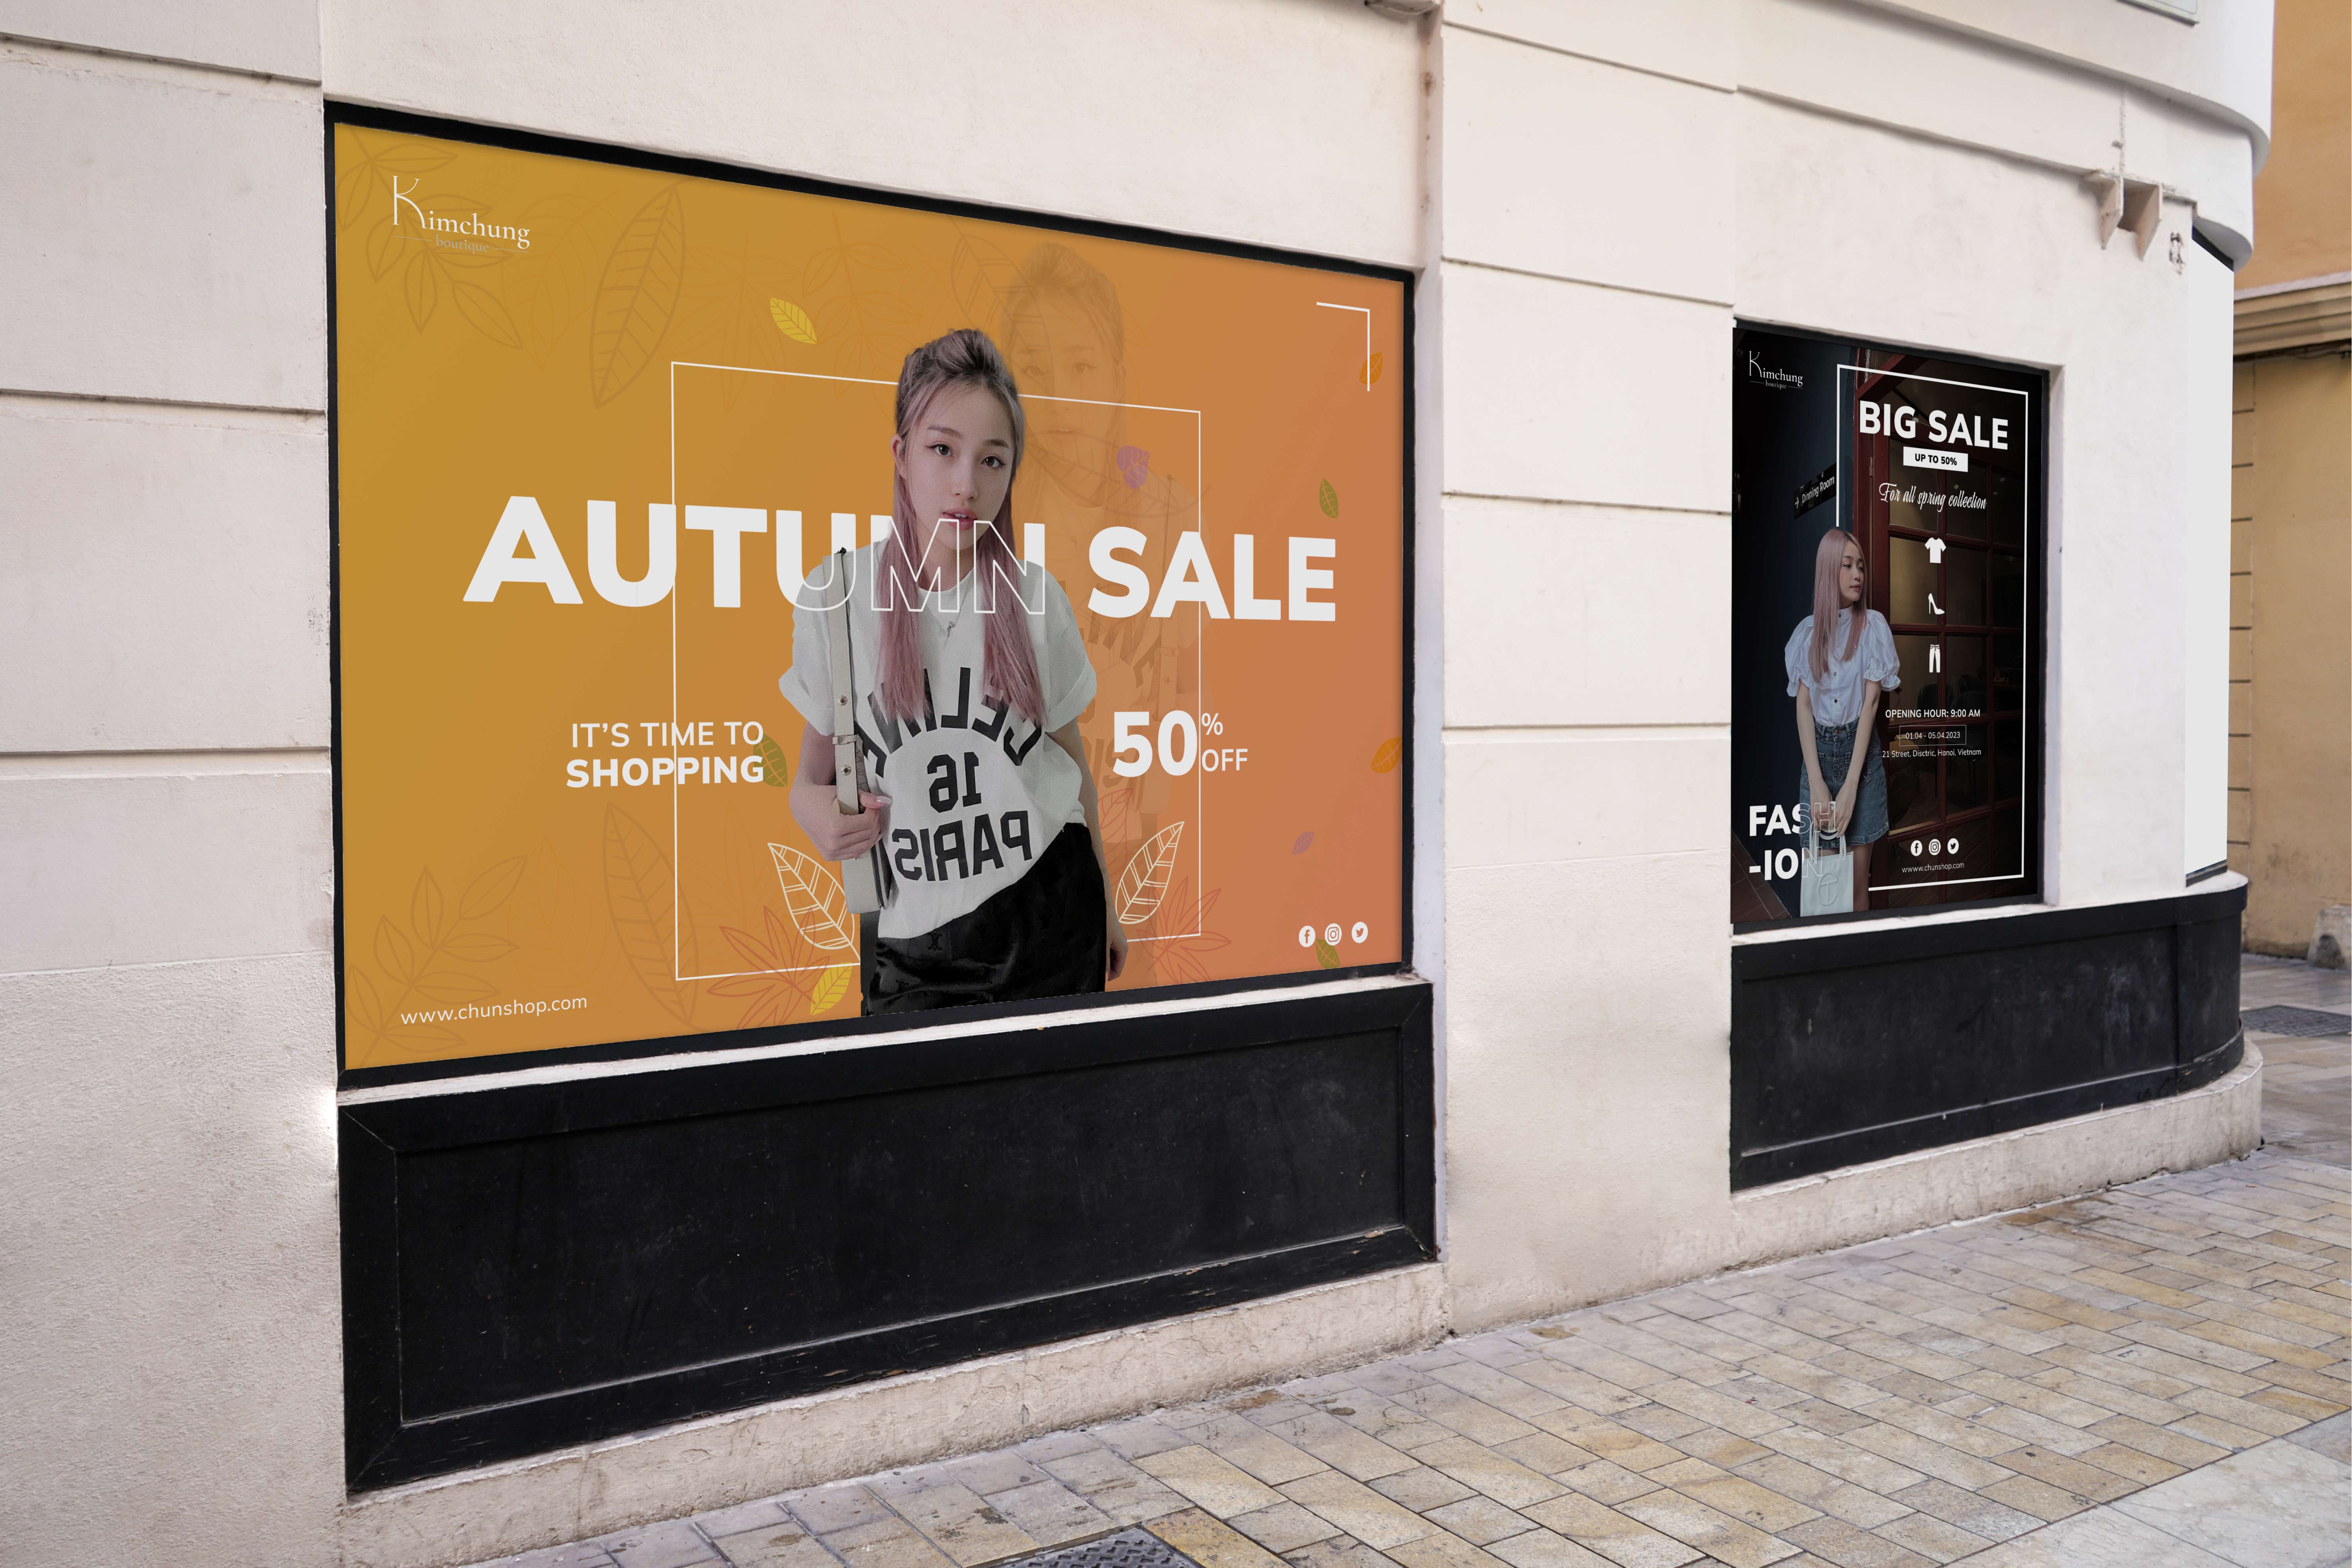 Kimchung
boutique
AUTUMN SALE
IT'S TIME TO
SHOPPING
50% OFF
CELINE
16
PARIS
www.chunshop.com
Kimchung
boutique
BIG SALE
UP TO 50%
For all spring collection
Dining Room
OPENING HOUR: 9:00 AM
01.04 - 05.04.2023
21 Street, Disctric, Hanoi, Vietnam
FASH
-ION
wwww.chunshop.com